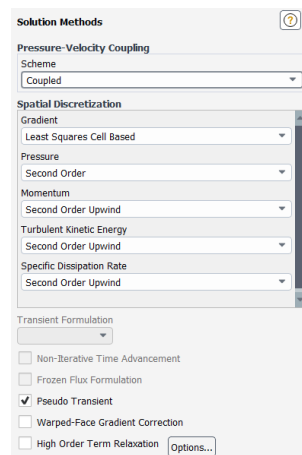 Solution Methods
?
Pressure-Velocity Coupling
Scheme
Coupled
Spatial Discretization
Gradient
Least Squares Cell Based
Pressure
Second Order
Momentum
Second Order Upwind
Turbulent Kinetic Energy
Second Order Upwind
Specific Dissipation Rate
Second Order Upwind
Transient Formulation
Non-Iterative Time Advancement
Frozen Flux Formulation
Pseudo Transient
Warped-Face Gradient Correction
High Order Term Relaxation Options...